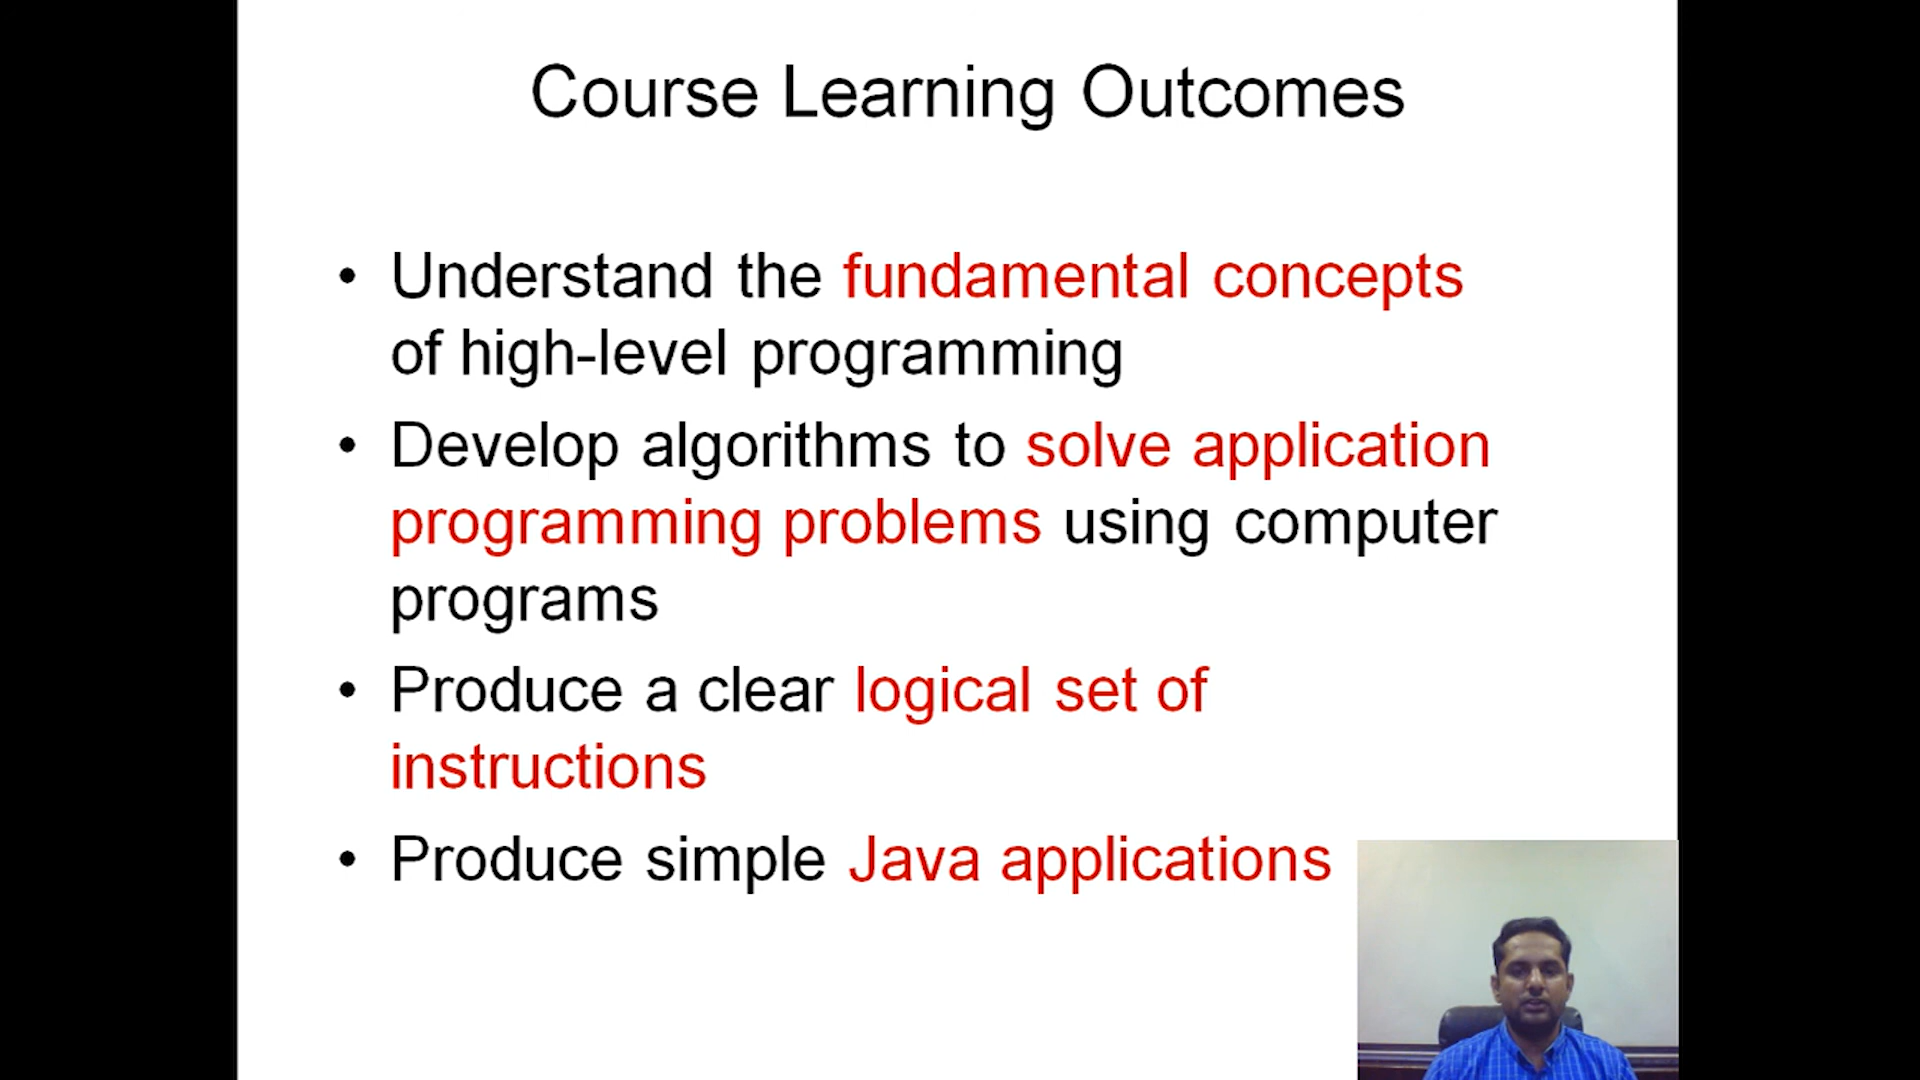 Course Learning Outcomes
• Understand the fundamental concepts
of high-level programming
• Develop algorithms to solve application
programming problems using computer
programs
• Produce a clear logical set of
instructions
• Produce simple Java applications